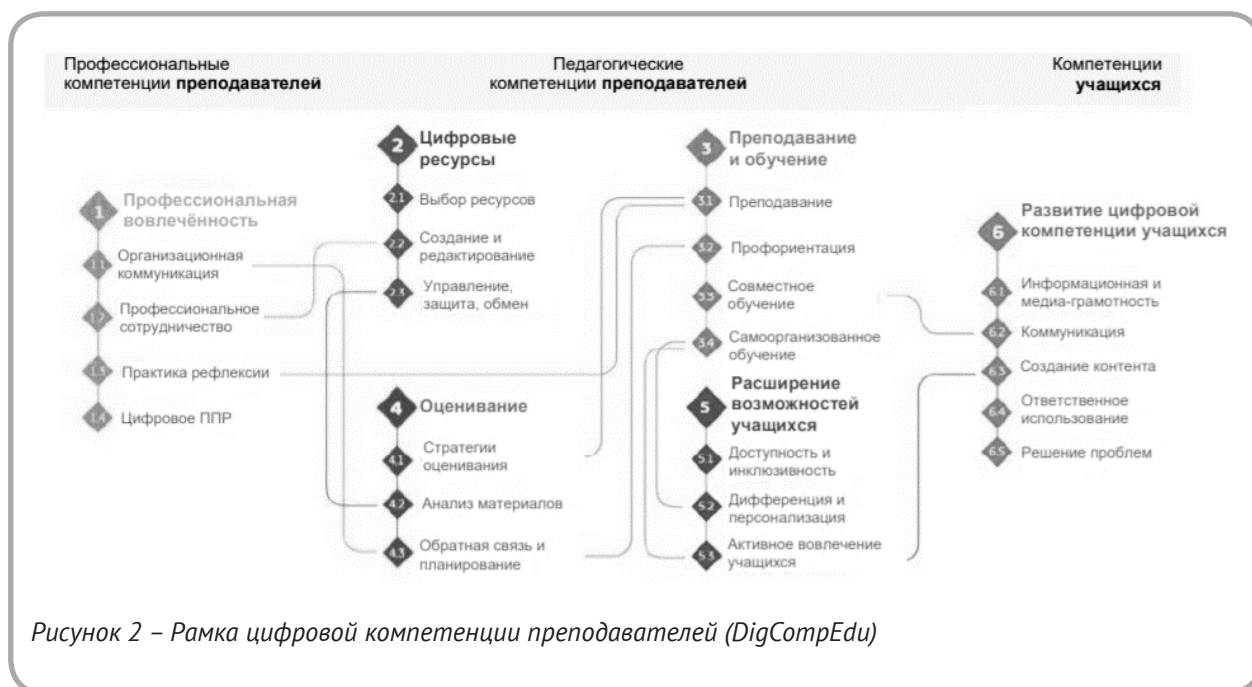 Профессиональные
компетенции преподавателей
Педагогические
компетенции преподавателей
Компетенции
учащихся
1 Профессиональная
вовлечённость
1.1 Организационная
коммуникация
1.2 Профессиональное
сотрудничество
1.3 Практика рефлексии
1.4 Цифровое ППР
2 Цифровые
ресурсы
2.1 Выбор ресурсов
2.2 Создание и
редактирование
2.3 Управление,
защита, обмен
4 Оценивание
4.1 Стратегии
оценивания
4.2 Анализ материалов
4.3 Обратная связь и
планирование
3 Преподавание
и обучение
3.1 Преподавание
3.2 Профориентация
3.3 Совместное
обучение
3.4 Самоорганизованное
обучение
5 Расширение
возможностей
учащихся
5.1 Доступность и
инклюзивность
5.2 Дифференция и
персонализация
5.3 Активное вовлечение
учащихся
6 Развитие цифровой
компетенции учащихся
6.1 Информационная и
медиа-грамотность
6.2 Коммуникация
6.3 Создание контента
6.4 Ответственное
использование
6.5 Решение проблем
Рисунок 2 – Рамка цифровой компетенции преподавателей (DigCompEdu)